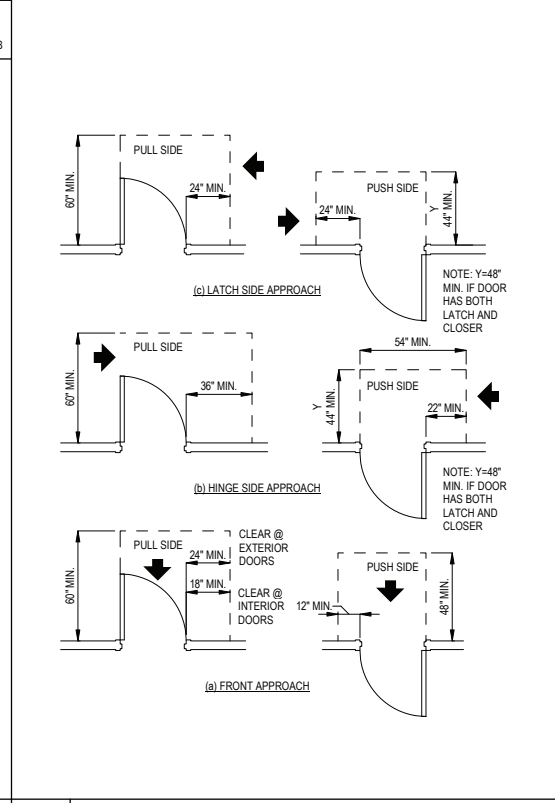 3
PULL SIDE
60" MIN.
24" MIN.
PUSH SIDE
24" MIN.
Y
44" MIN.
NOTE: Y=48"
MIN. IF DOOR
HAS BOTH
LATCH AND
CLOSER
(c) LATCH SIDE APPROACH
PULL SIDE
60" MIN.
36" MIN.
54" MIN.
PUSH SIDE
Y
44" MIN.
22" MIN.
NOTE: Y=48"
MIN. IF DOOR
HAS BOTH
LATCH AND
CLOSER
(b) HINGE SIDE APPROACH
PULL SIDE
60" MIN.
24" MIN.
CLEAR @
EXTERIOR
DOORS
18" MIN.
CLEAR @
INTERIOR
DOORS
PUSH SIDE
12" MIN.
48" MIN.
(a) FRONT APPROACH